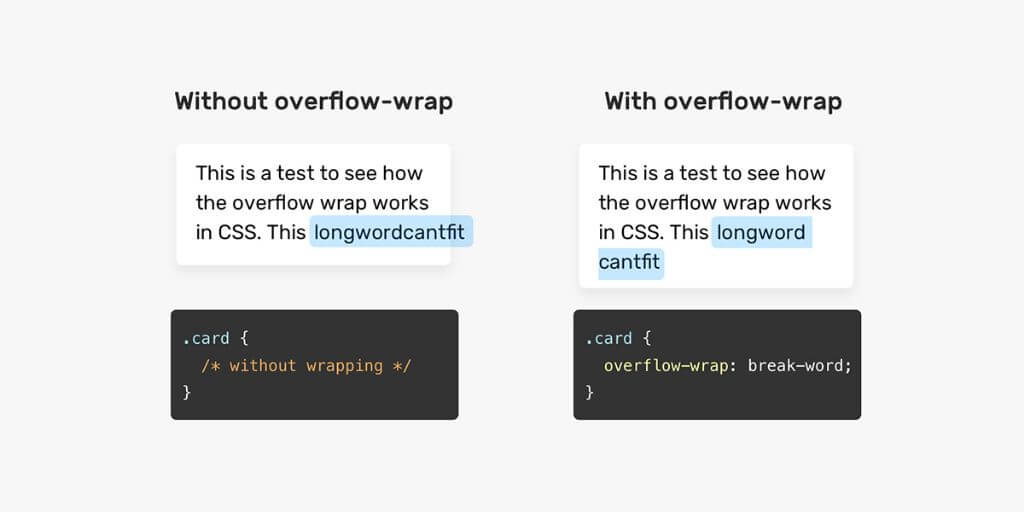 Without overflow-wrap
This is a test to see how
the overflow wrap works
in CSS. This longwordcantfit
.card {
/* without wrapping */
}
With overflow-wrap
This is a test to see how
the overflow wrap works
in CSS. This longword
cantfit
.card {
overflow-wrap: break-word;
}